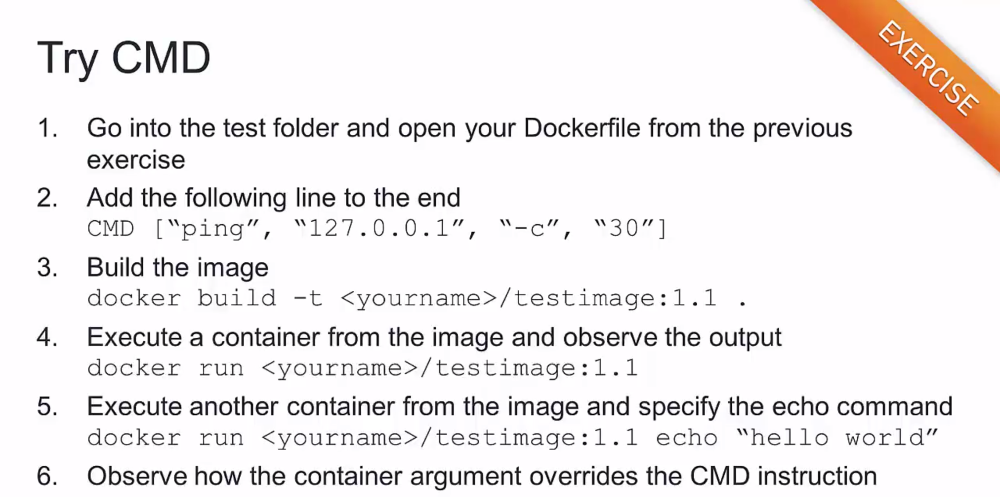 Try CMD
EXERCISE
1. Go into the test folder and open your Dockerfile from the previous
exercise
2. Add the following line to the end
CMD [“ping”, “127.0.0.1”, “-c”, “30”]
3. Build the image
docker build -t <yourname>/testimage:1.1 .
4. Execute a container from the image and observe the output
docker run <yourname>/testimage:1.1
5. Execute another container from the image and specify the echo command
docker run <yourname>/testimage:1.1 echo “hello world”
6. Observe how the container argument overrides the CMD instruction